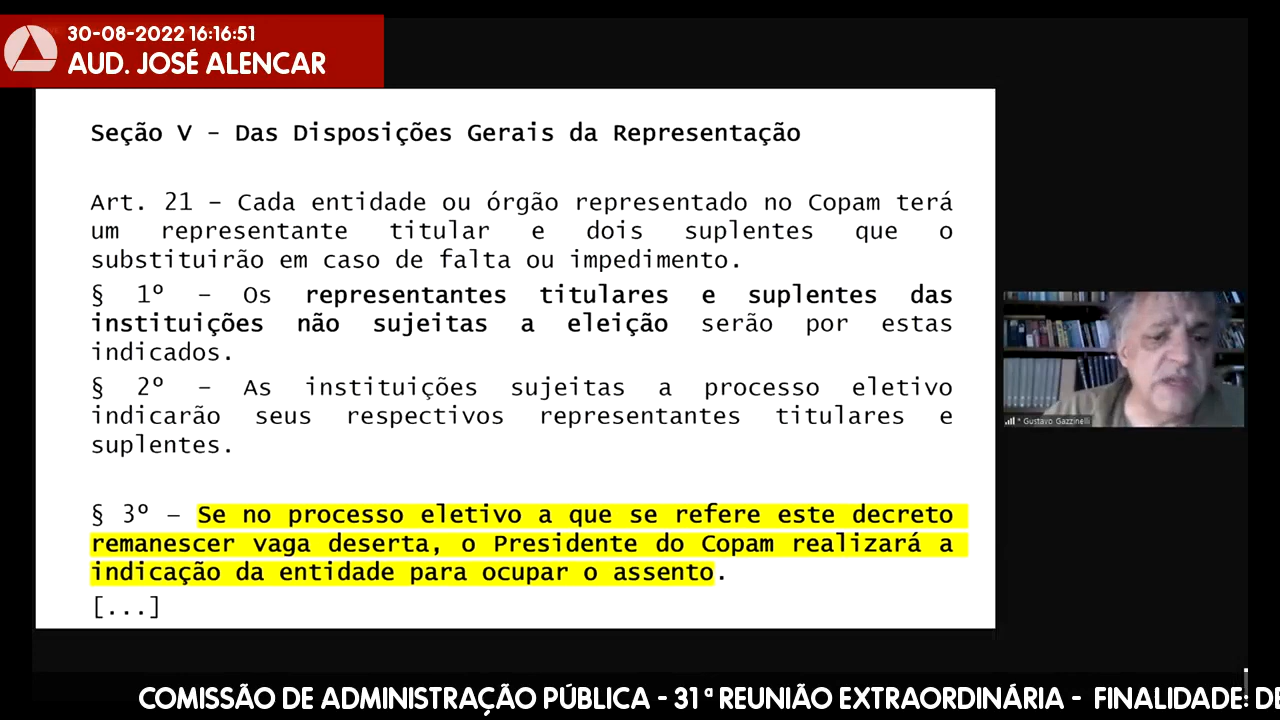 30-08-2022 16:16:51
AUD. JOSÉ ALENCAR
Seção V – Das Disposições Gerais da Representação
Art. 21 – Cada entidade ou órgão representado no Copam terá
um representante titular e dois suplentes que o
substituirão em caso de falta ou impedimento.
§ 1º – Os representantes titulares e suplentes das
instituições não sujeitas a eleição serão por estas
indicados.
§ 2º – As instituições sujeitas a processo eletivo
indicarão seus respectivos representantes titulares e
suplentes.
§ 3º – Se no processo eletivo a que se refere este decreto
remanescer vaga deserta, o Presidente do Copam realizará a
indicação da entidade para ocupar o assento.
[...]
* Gustavo Gazzinelli
COMISSÃO DE ADMINISTRAÇÃO PÚBLICA - 31ª REUNIÃO EXTRAORDINÁRIA - FINALIDADE: DE